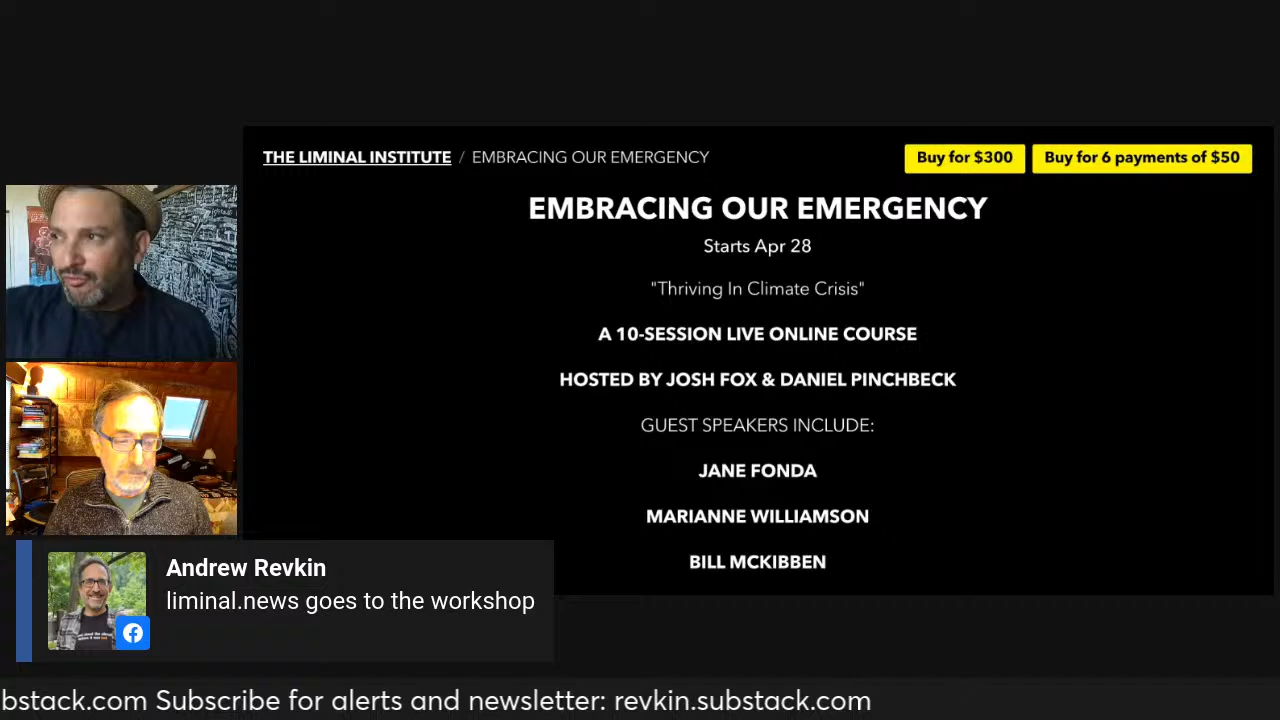 THE LIMINAL INSTITUTE / EMBRACING OUR EMERGENCY
Buy for $300
Buy for 6 payments of $50
EMBRACING OUR EMERGENCY
Starts Apr 28
"Thriving In Climate Crisis"
A 10-SESSION LIVE ONLINE COURSE
HOSTED BY JOSH FOX & DANIEL PINCHBECK
GUEST SPEAKERS INCLUDE:
JANE FONDA
MARIANNE WILLIAMSON
BILL MCKIBBEN
Andrew Revkin
liminal.news goes to the workshop
bstack.com Subscribe for alerts and newsletter: revkin.substack.com